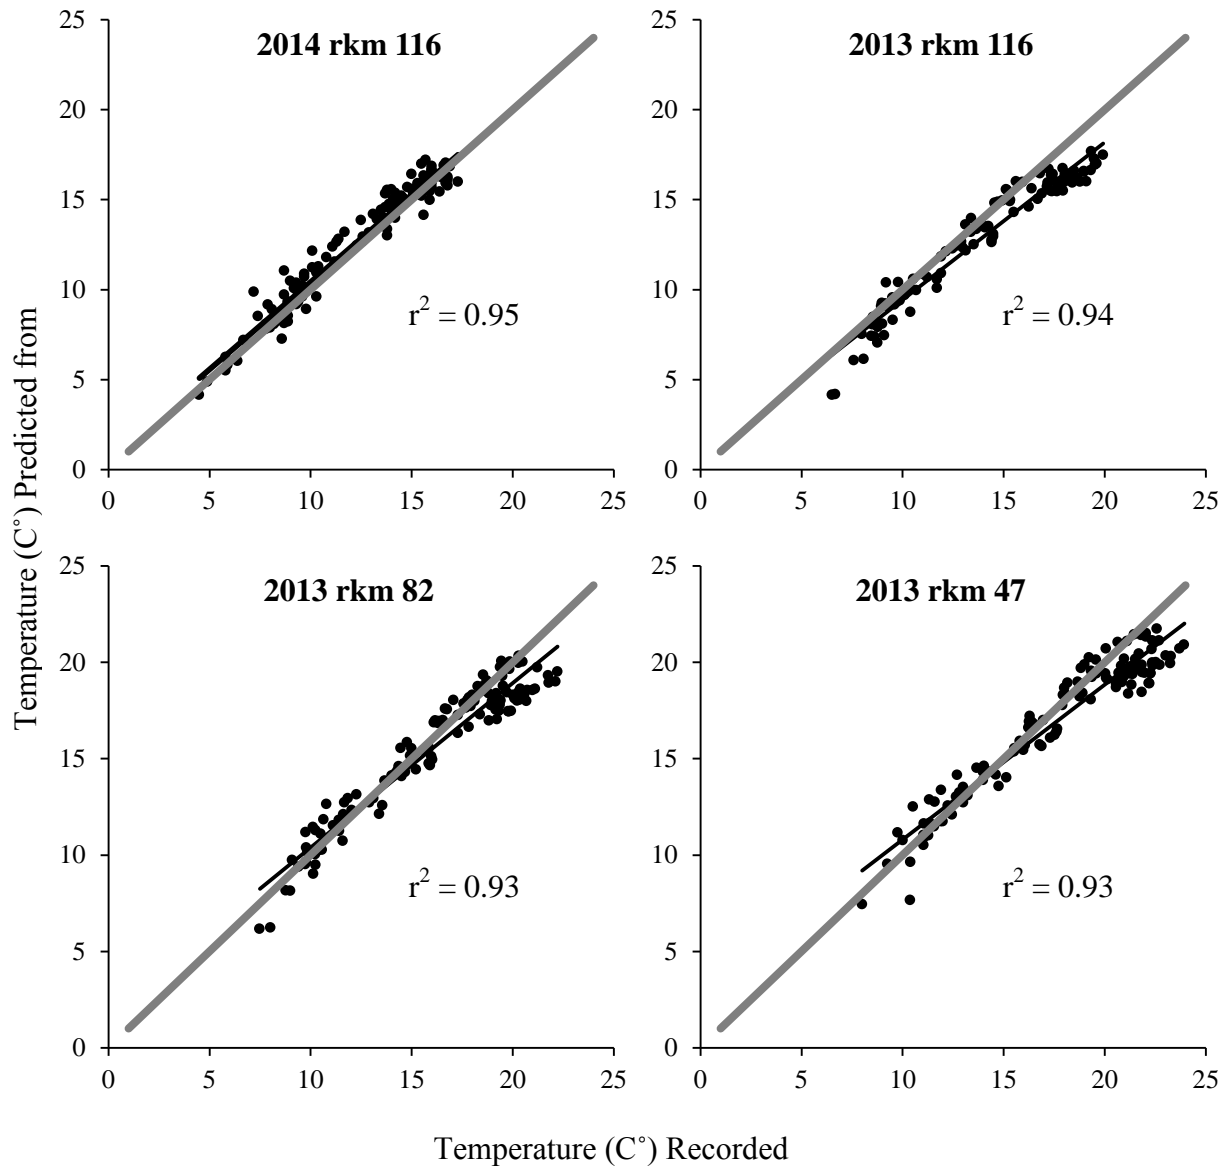 2014 rkm 116
25
20
15
10
5
0
r² = 0.95
0 5 10 15 20 25
2013 rkm 116
25
20
15
10
5
0
r² = 0.94
0 5 10 15 20 25
Temperature (C˚) Predicted from
2013 rkm 82
25
20
15
10
5
0
r² = 0.93
0 5 10 15 20 25
2013 rkm 47
25
20
15
10
5
0
r² = 0.93
0 5 10 15 20 25
Temperature (C˚) Recorded